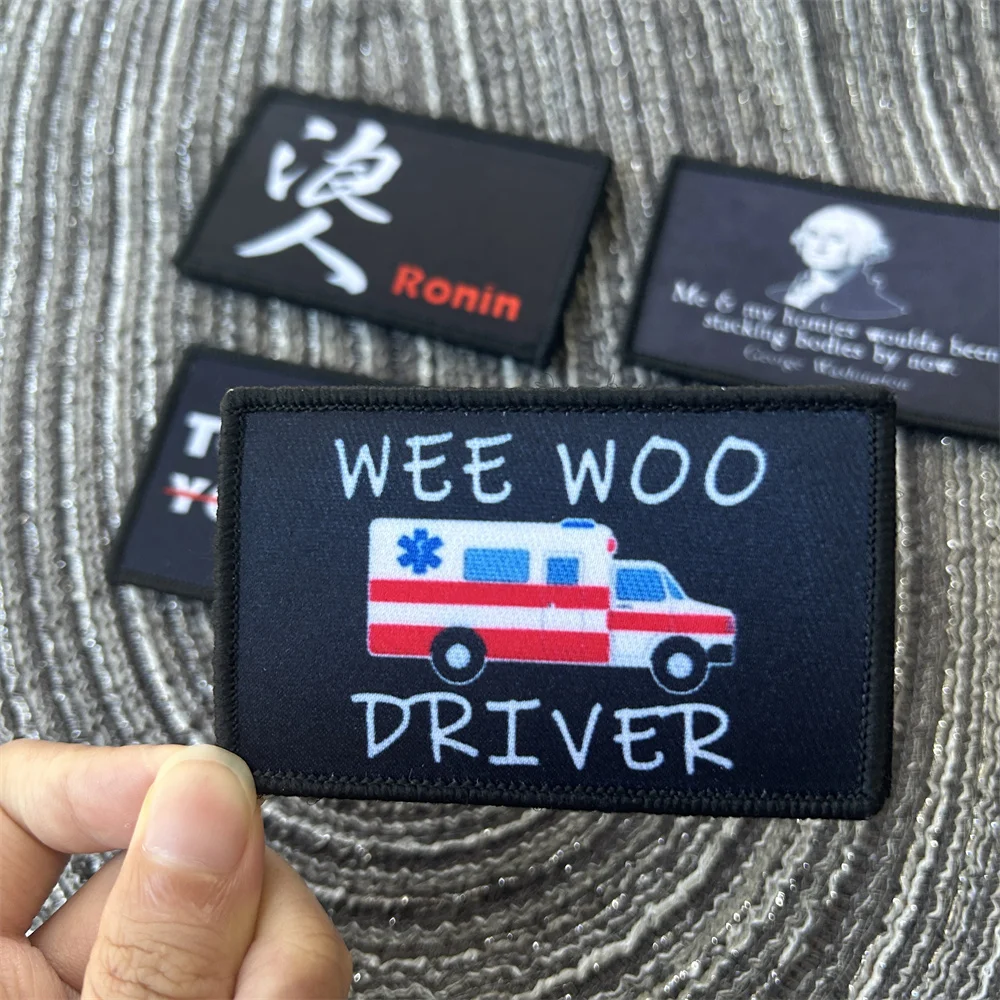 浪
人
Ronin
Me & my homies woulda been
stacking bodies by now.
George Washington
T
WEE WOO
DRIVER